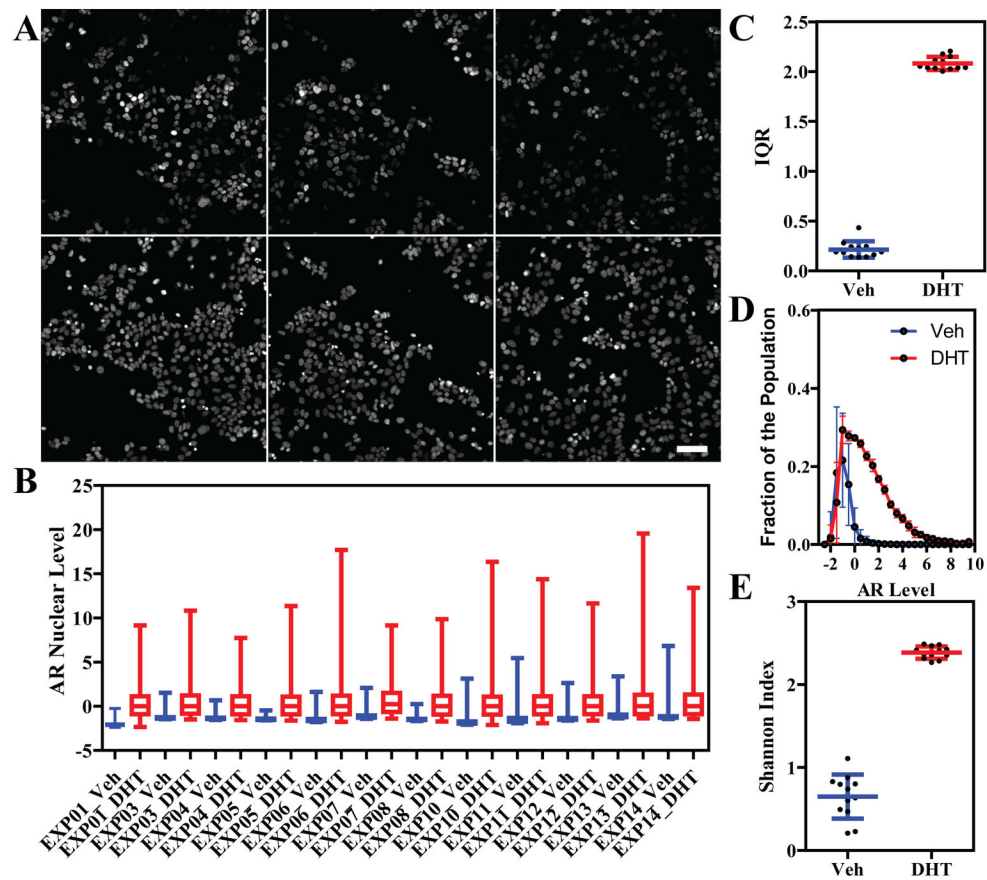 A
B
AR Nuclear Level
25
20
15
10
5
0
-5
EXP01_Veh
EXP01_DHT
EXP03_Veh
EXP03_DHT
EXP04_Veh
EXP04_DHT
EXP05_Veh
EXP05_DHT
EXP06_Veh
EXP06_DHT
EXP07_Veh
EXP07_DHT
EXP08_Veh
EXP08_DHT
EXP10_Veh
EXP10_DHT
EXP11_Veh
EXP11_DHT
EXP12_Veh
EXP12_DHT
EXP13_Veh
EXP13_DHT
EXP14_Veh
EXP14_DHT
C
IQR
2.5
2.0
1.5
1.0
0.5
0.0
Veh DHT
D
Fraction of the Population
0.6
0.4
0.2
0.0
Veh
DHT
-2 0 2 4 6 8 10
AR Level
E
Shannon Index
3
2
1
0
Veh DHT